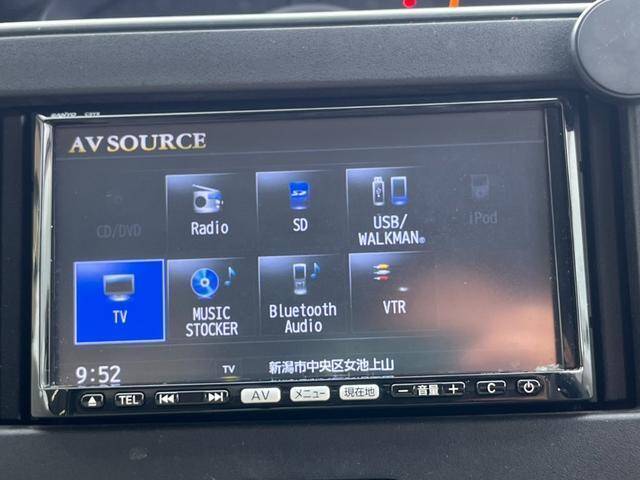 SANYO
AV SOURCE
CD/DVD
Radio
SD
USB/
WALKMAN®
iPod
TV
MUSIC
STOCKER
Bluetooth
Audio
VTR
9:52
TV
新潟市中央区女池上山
TEL
AV
メニュー
現在地
− 音量 +
C